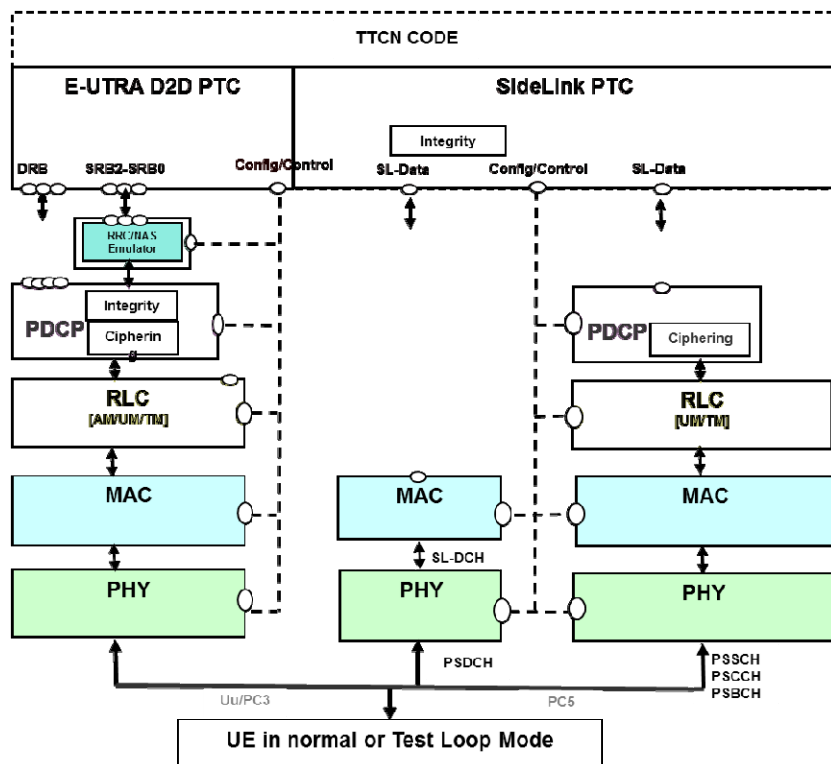 TTCN CODE
E-UTRA D2D PTC
SideLink PTC
Integrity
DRB
SRB2-SRB0
Config/Control
SL-Data
Config/Control
SL-Data
RRC/NAS
Emulator
Integrity
PDCP
Cipherin
g
PDCP
Ciphering
RLC
[AM/UM/TM]
RLC
[UM/TM]
MAC
MAC
MAC
SL-DCH
PHY
PHY
PHY
PSDCH
PSSCH
PSCCH
PSBCH
Uu/PC3
PC5
UE in normal or Test Loop Mode